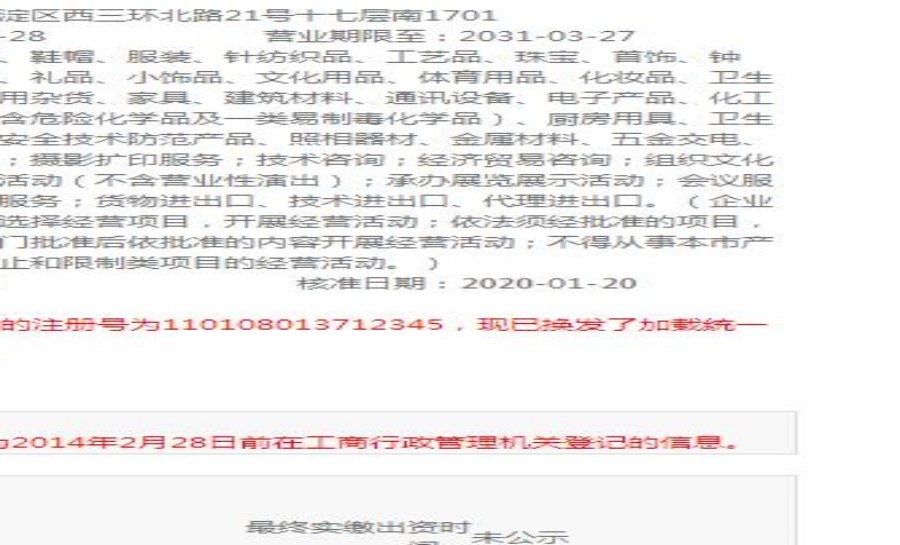 淀区西三环北路21号十七层南1701
-28 营业期限至：2031-03-27
、鞋帽、服装、针纺织品、工艺品、珠宝、首饰、钟
、礼品、小饰品、文化用品、体育用品、化妆品、卫生
用杂货、家具、建筑材料、通讯设备、电子产品、化工
含危险化学品及一类易制毒化学品）、厨房用具、卫生
安全技术防范产品、照相器材、金属材料、五金交电、
；摄影扩印服务；技术咨询；经济贸易咨询；组织文化
活动（不含营业性演出）；承办展览展示活动；会议服
服务；货物进出口、技术进出口、代理进出口。（企业
选择经营项目，开展经营活动；依法须经批准的项目，
门批准后依批准的内容开展经营活动；不得从事本市产
止和限制类项目的经营活动。）
核准日期：2020-01-20
的注册号为110108013712345，现已换发了加载统一
为2014年2月28日前在工商行政管理机关登记的信息。
最终实缴出资时
间
未公示